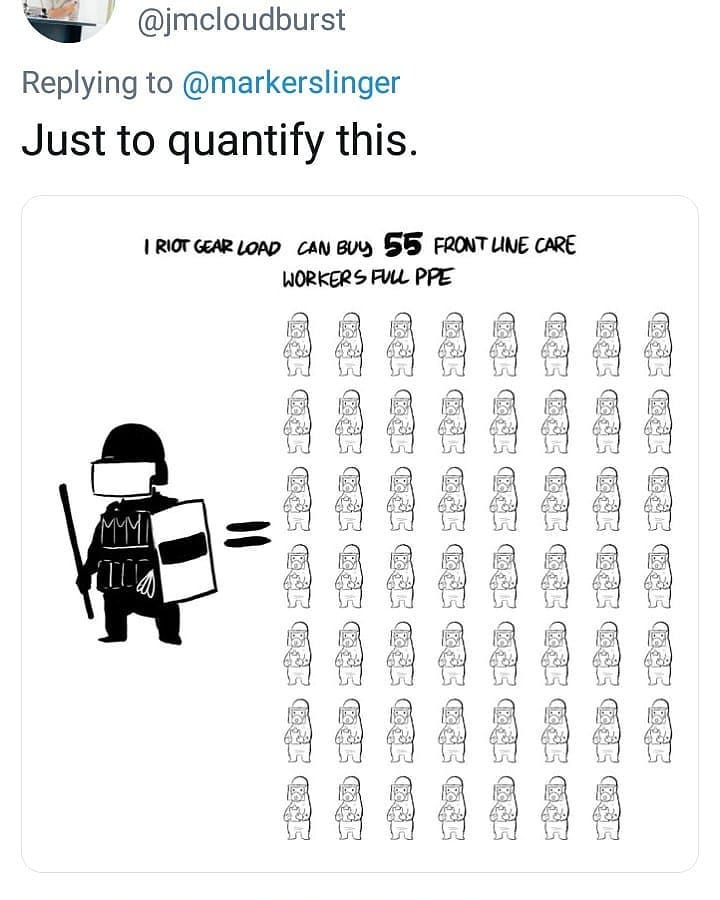 @jmcloudburst
Replying to @markerslinger
Just to quantify this.
1 RIOT GEAR LOAD CAN BUY 55 FRONT LINE CARE
WORKERS FULL PPE